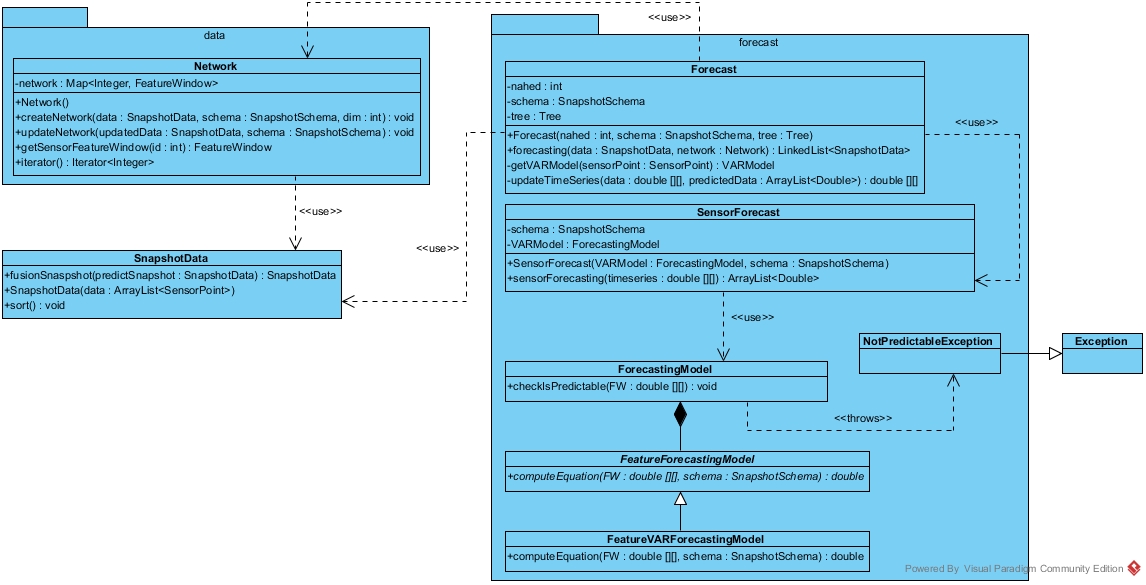 data
Network
-network : Map<Integer, FeatureWindow>
+Network()
+createNetwork(data : SnapshotData, schema : SnapshotSchema, dim : int) : void
+updateNetwork(updatedData : SnapshotData, schema : SnapshotSchema) : void
+getSensorFeatureWindow(id : int) : FeatureWindow
+iterator() : Iterator<Integer>
<<use>>
SnapshotData
+fusionSnaspshot(predictSnapshot : SnapshotData) : SnapshotData
+SnapshotData(data : ArrayList<SensorPoint>)
+sort() : void
<<use>>
<<use>>
forecast
Forecast
-nahed : int
-schema : SnapshotSchema
-tree : Tree
+Forecast(nahed : int, schema : SnapshotSchema, tree : Tree)
+forecasting(data : SnapshotData, network : Network) : LinkedList<SnapshotData>
-getVARModel(sensorPoint : SensorPoint) : VARModel
-updateTimeSeries(data : double [][], predictedData : ArrayList<Double>) : double [][]
<<use>>
SensorForecast
-schema : SnapshotSchema
-VARModel : ForecastingModel
+SensorForecast(VARModel : ForecastingModel, schema : SnapshotSchema)
+sensorForecasting(timeseries : double [][]) : ArrayList<Double>
<<use>>
ForecastingModel
+checkIsPredictable(FW : double [][]) : void
NotPredictableException
Exception
<<throws>>
FeatureForecastingModel
+computeEquation(FW : double [][], schema : SnapshotSchema) : double
FeatureVARForecastingModel
+computeEquation(FW : double [][], schema : SnapshotSchema) : double
Powered By Visual Paradigm Community Edition